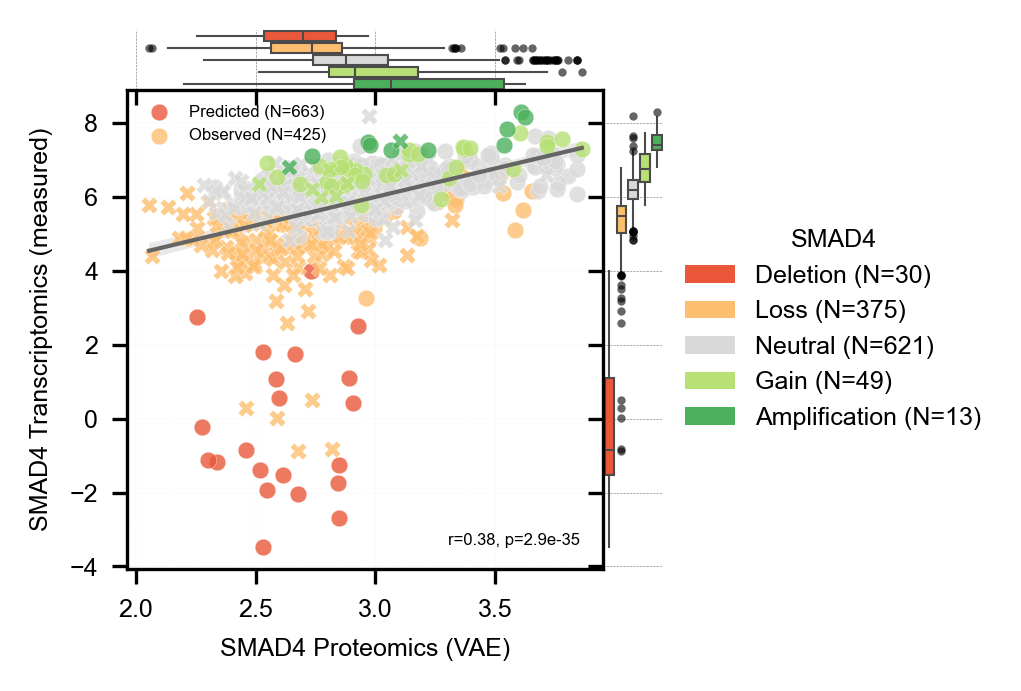 Predicted (N=663)
Observed (N=425)
SMAD4 Transcriptomics (measured)
8
6
4
2
0
−2
−4
r=0.38, p=2.9e-35
2.0
2.5
3.0
3.5
SMAD4 Proteomics (VAE)
SMAD4
Deletion (N=30)
Loss (N=375)
Neutral (N=621)
Gain (N=49)
Amplification (N=13)